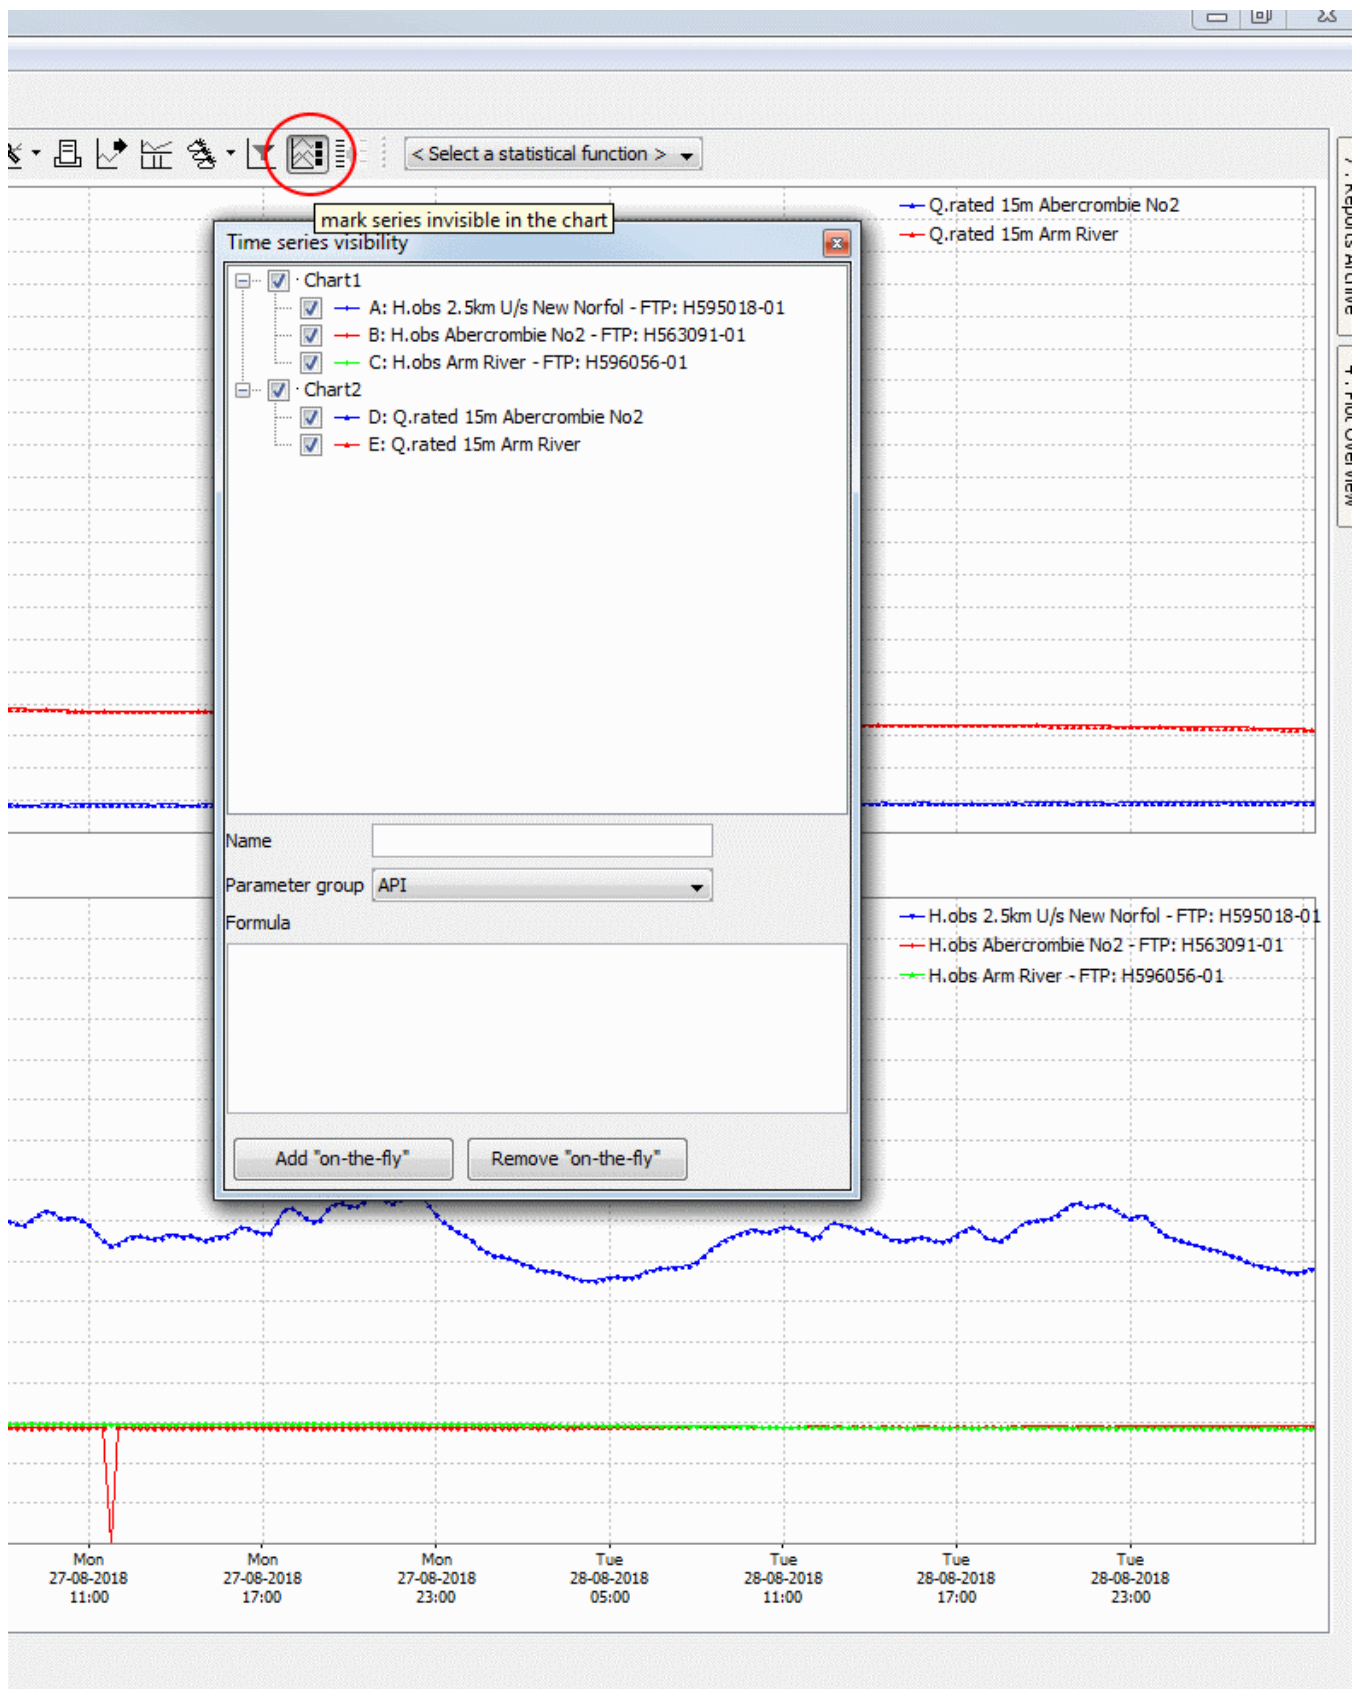 < Select a statistical function >
mark series invisible in the chart
Q.rated 15m Abercrombie No2
Q.rated 15m Arm River
Time series visibility
Chart1
A: H.obs 2.5km U/s New Norfol - FTP: H595018-01
B: H.obs Abercrombie No2 - FTP: H563091-01
C: H.obs Arm River - FTP: H596056-01
Chart2
D: Q.rated 15m Abercrombie No2
E: Q.rated 15m Arm River
Name
Parameter group API
Formula
Add "on-the-fly" Remove "on-the-fly"
H.obs 2.5km U/s New Norfol - FTP: H595018-01
H.obs Abercrombie No2 - FTP: H563091-01
H.obs Arm River - FTP: H596056-01
Mon Mon Mon Tue Tue Tue Tue
27-08-2018 27-08-2018 27-08-2018 28-08-2018 28-08-2018 28-08-2018 28-08-2018
11:00 17:00 23:00 05:00 11:00 17:00 23:00
Reports Archive
Plot Overview